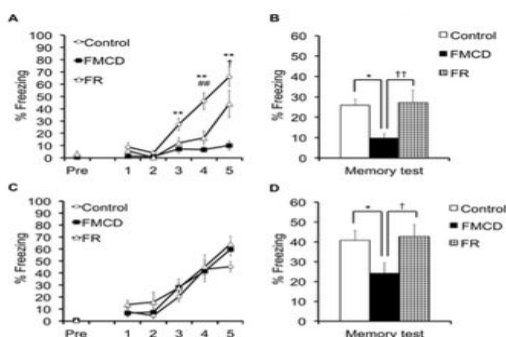 A
% Freezing
100
90
80
70
60
50
40
30
20
10
0
Control
FMCD
FR
**
**
##
**
†
Pre
1
2
3
4
5
B
% Freezing
60
50
40
30
20
10
0
*
††
Control
FMCD
FR
Memory test
C
% Freezing
100
90
80
70
60
50
40
30
20
10
0
Control
FMCD
FR
Pre
1
2
3
4
5
D
% Freezing
60
50
40
30
20
10
0
*
†
Control
FMCD
FR
Memory test